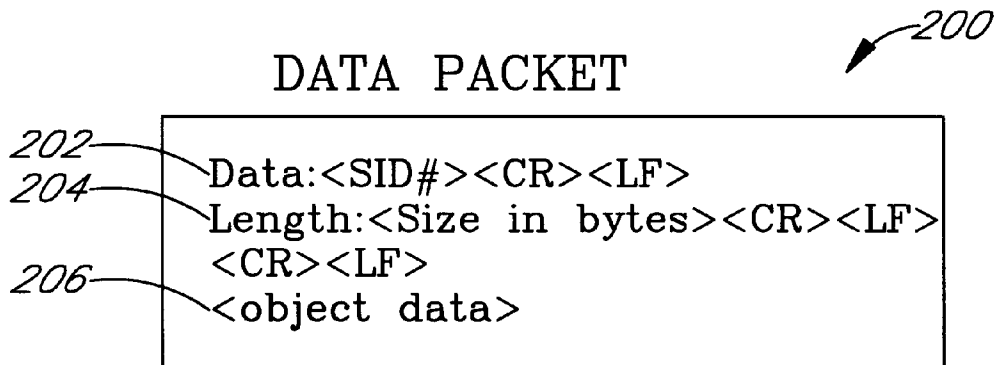 200
DATA PACKET
202
Data:<SID#><CR><LF>
204
Length:<Size in bytes><CR><LF>
<CR><LF>
206
<object data>